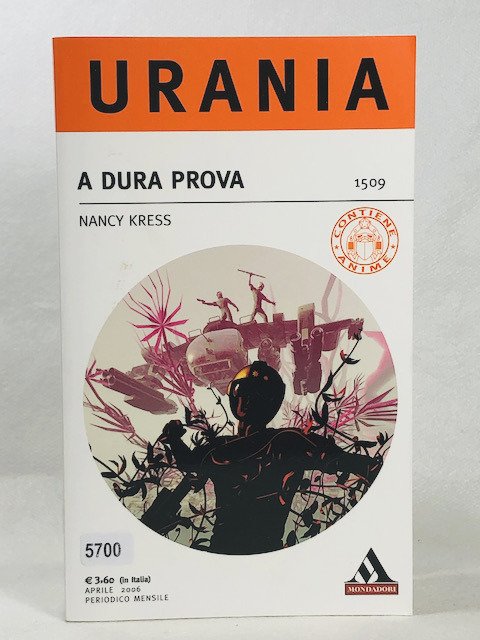 URANIA
A DURA PROVA
1509
NANCY KRESS
CONTIENE
ANIME
5700
€ 3,60 (in Italia)
APRILE 2006
PERIODICO MENSILE
MONDADORI